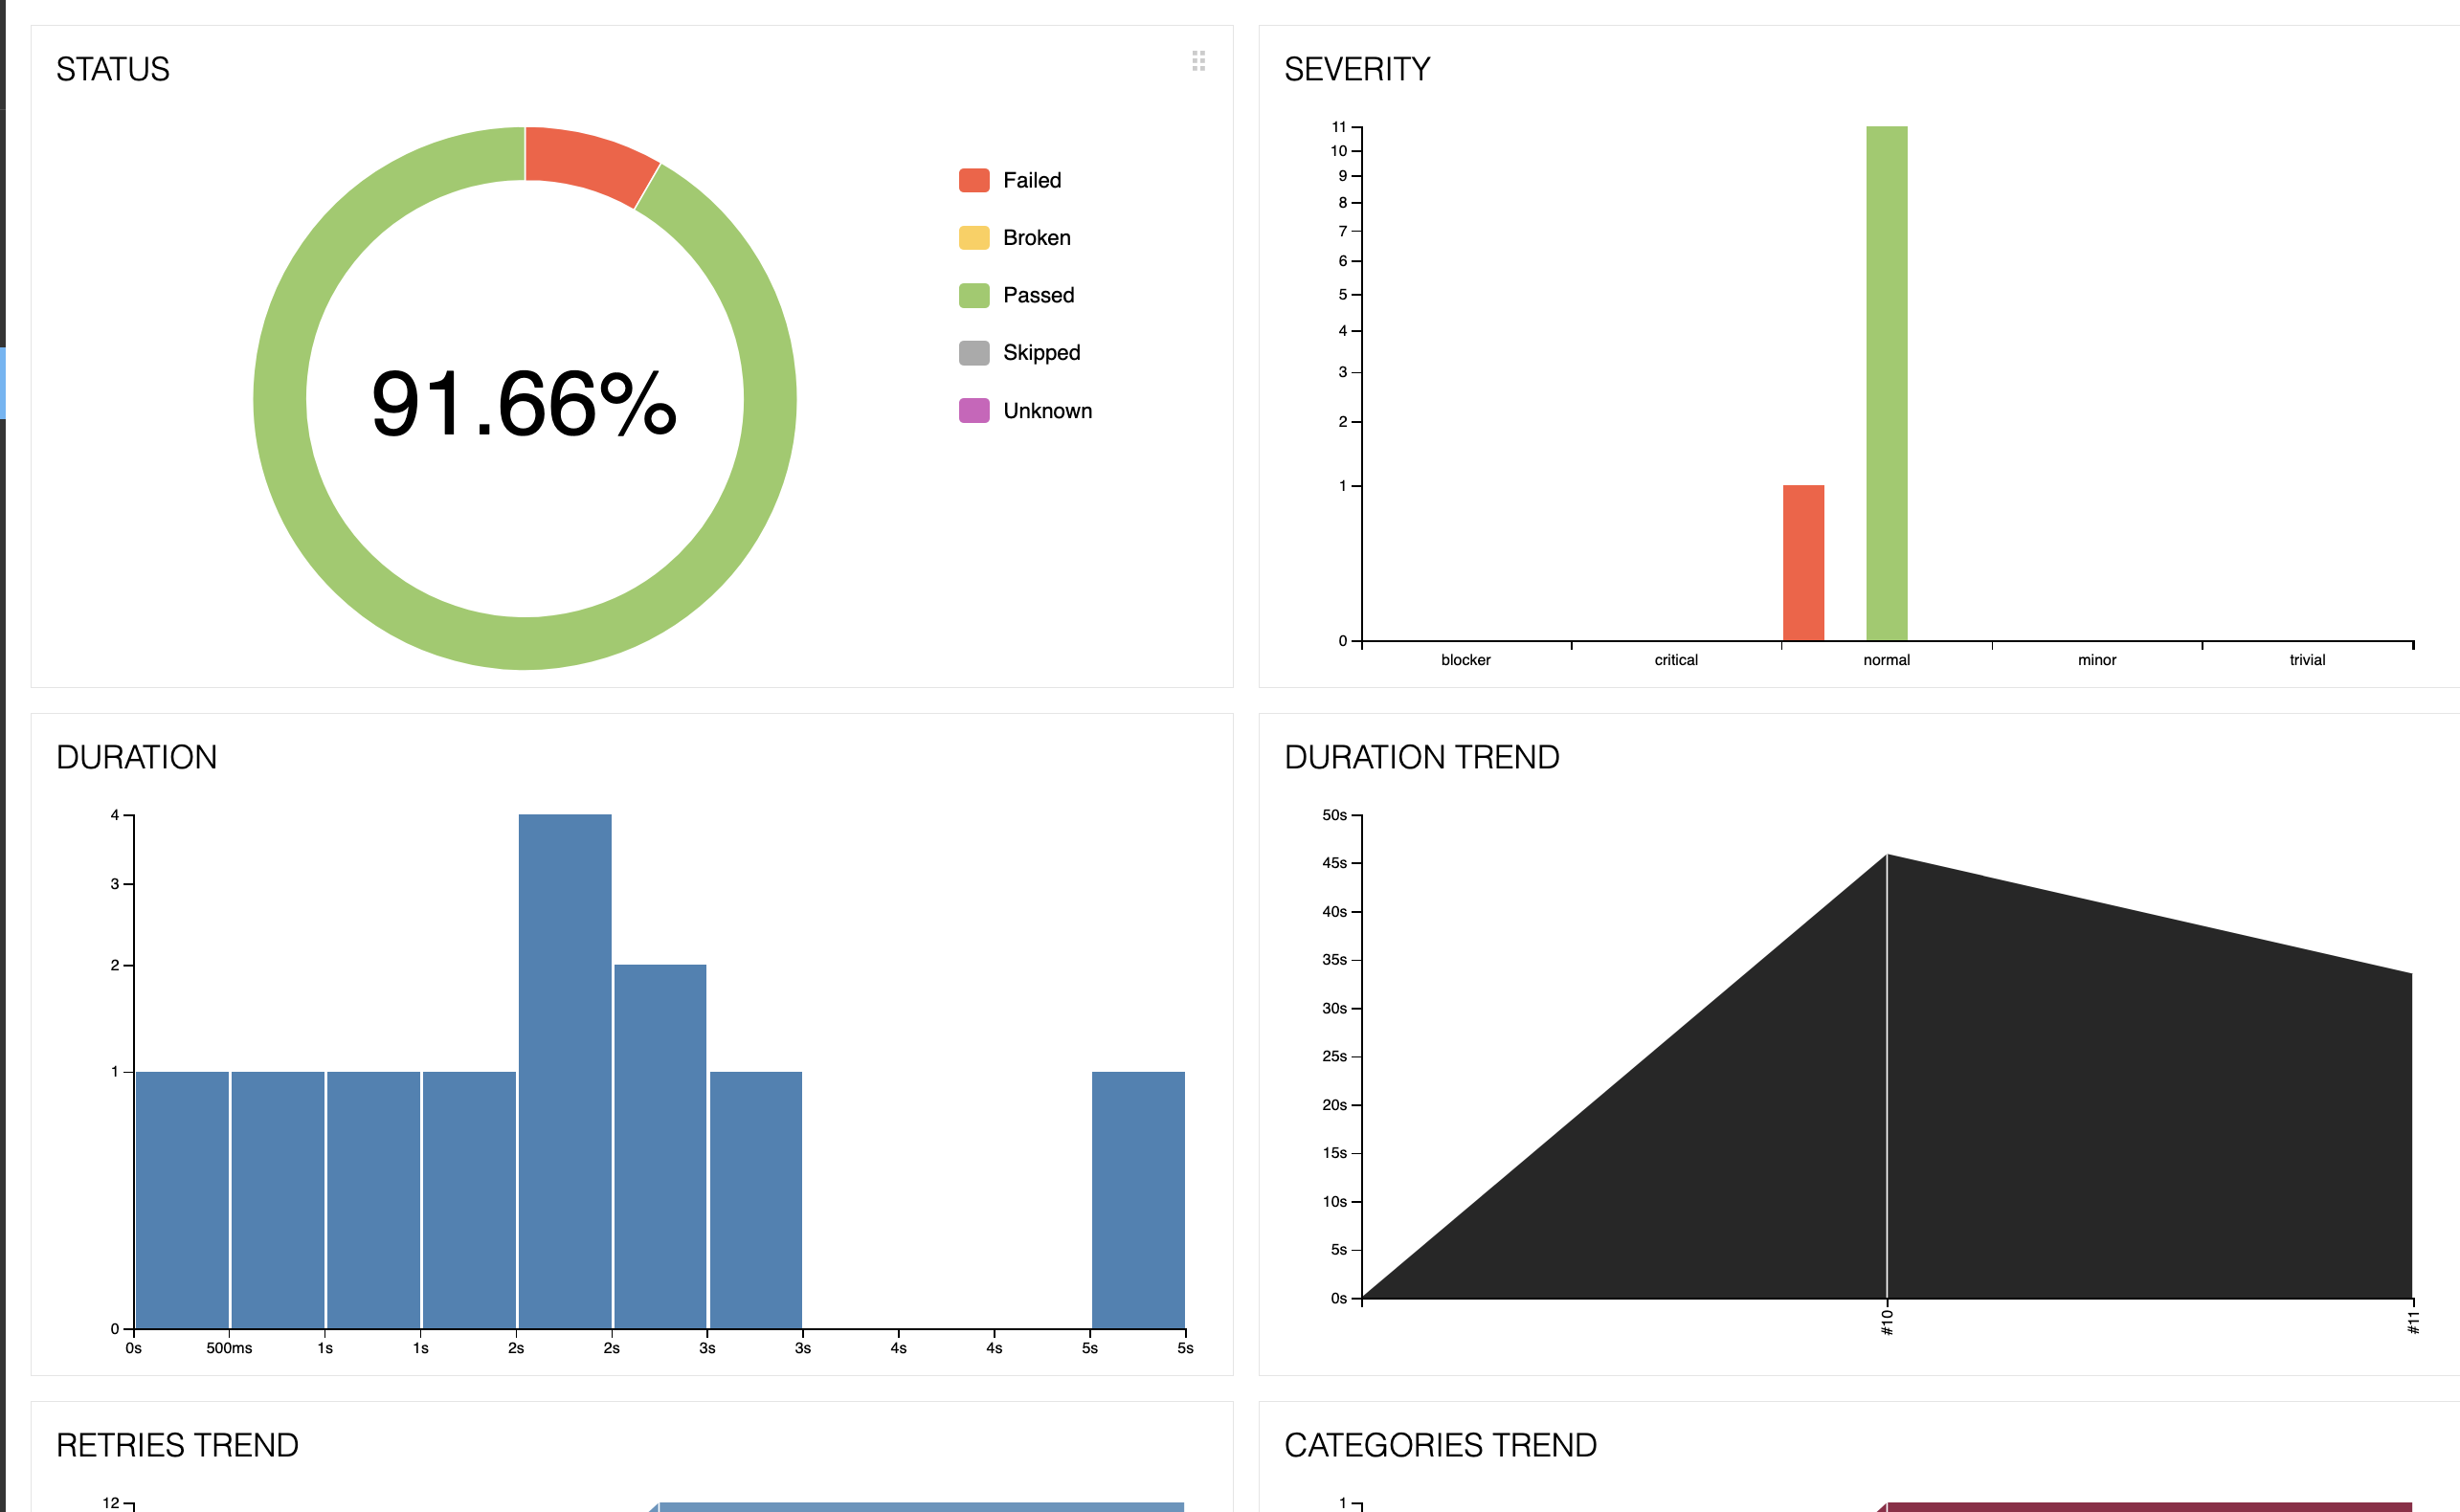 STATUS
91.66%
Failed
Broken
Passed
Skipped
Unknown
SEVERITY
11
10
9
8
7
6
5
4
3
2
1
0
blocker critical normal minor trivial
DURATION
4
3
2
1
0
0s 500ms 1s 1s 2s 2s 3s 3s 4s 4s 5s 5s
DURATION TREND
50s
45s
40s
35s
30s
25s
20s
15s
10s
5s
0s
#10 #11
RETRIES TREND
12
CATEGORIES TREND
1